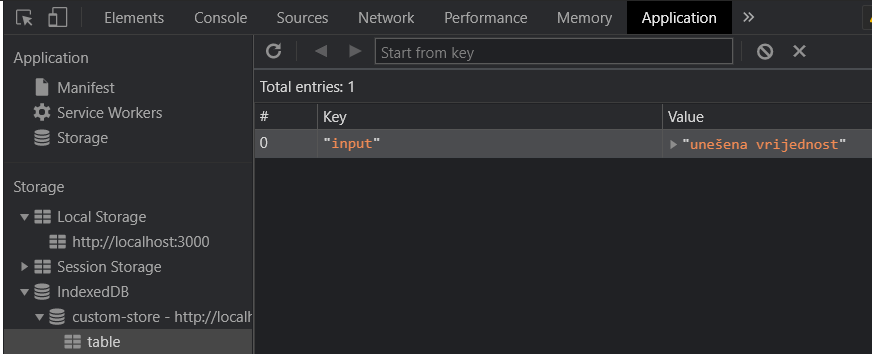 Elements Console Sources Network Performance Memory Application »
Application
Manifest
Service Workers
Storage
Storage
Local Storage
http://localhost:3000
Session Storage
IndexedDB
custom-store - http://localh
table
Start from key
Total entries: 1
# Key Value
0 "input" "unešena vrijednost"